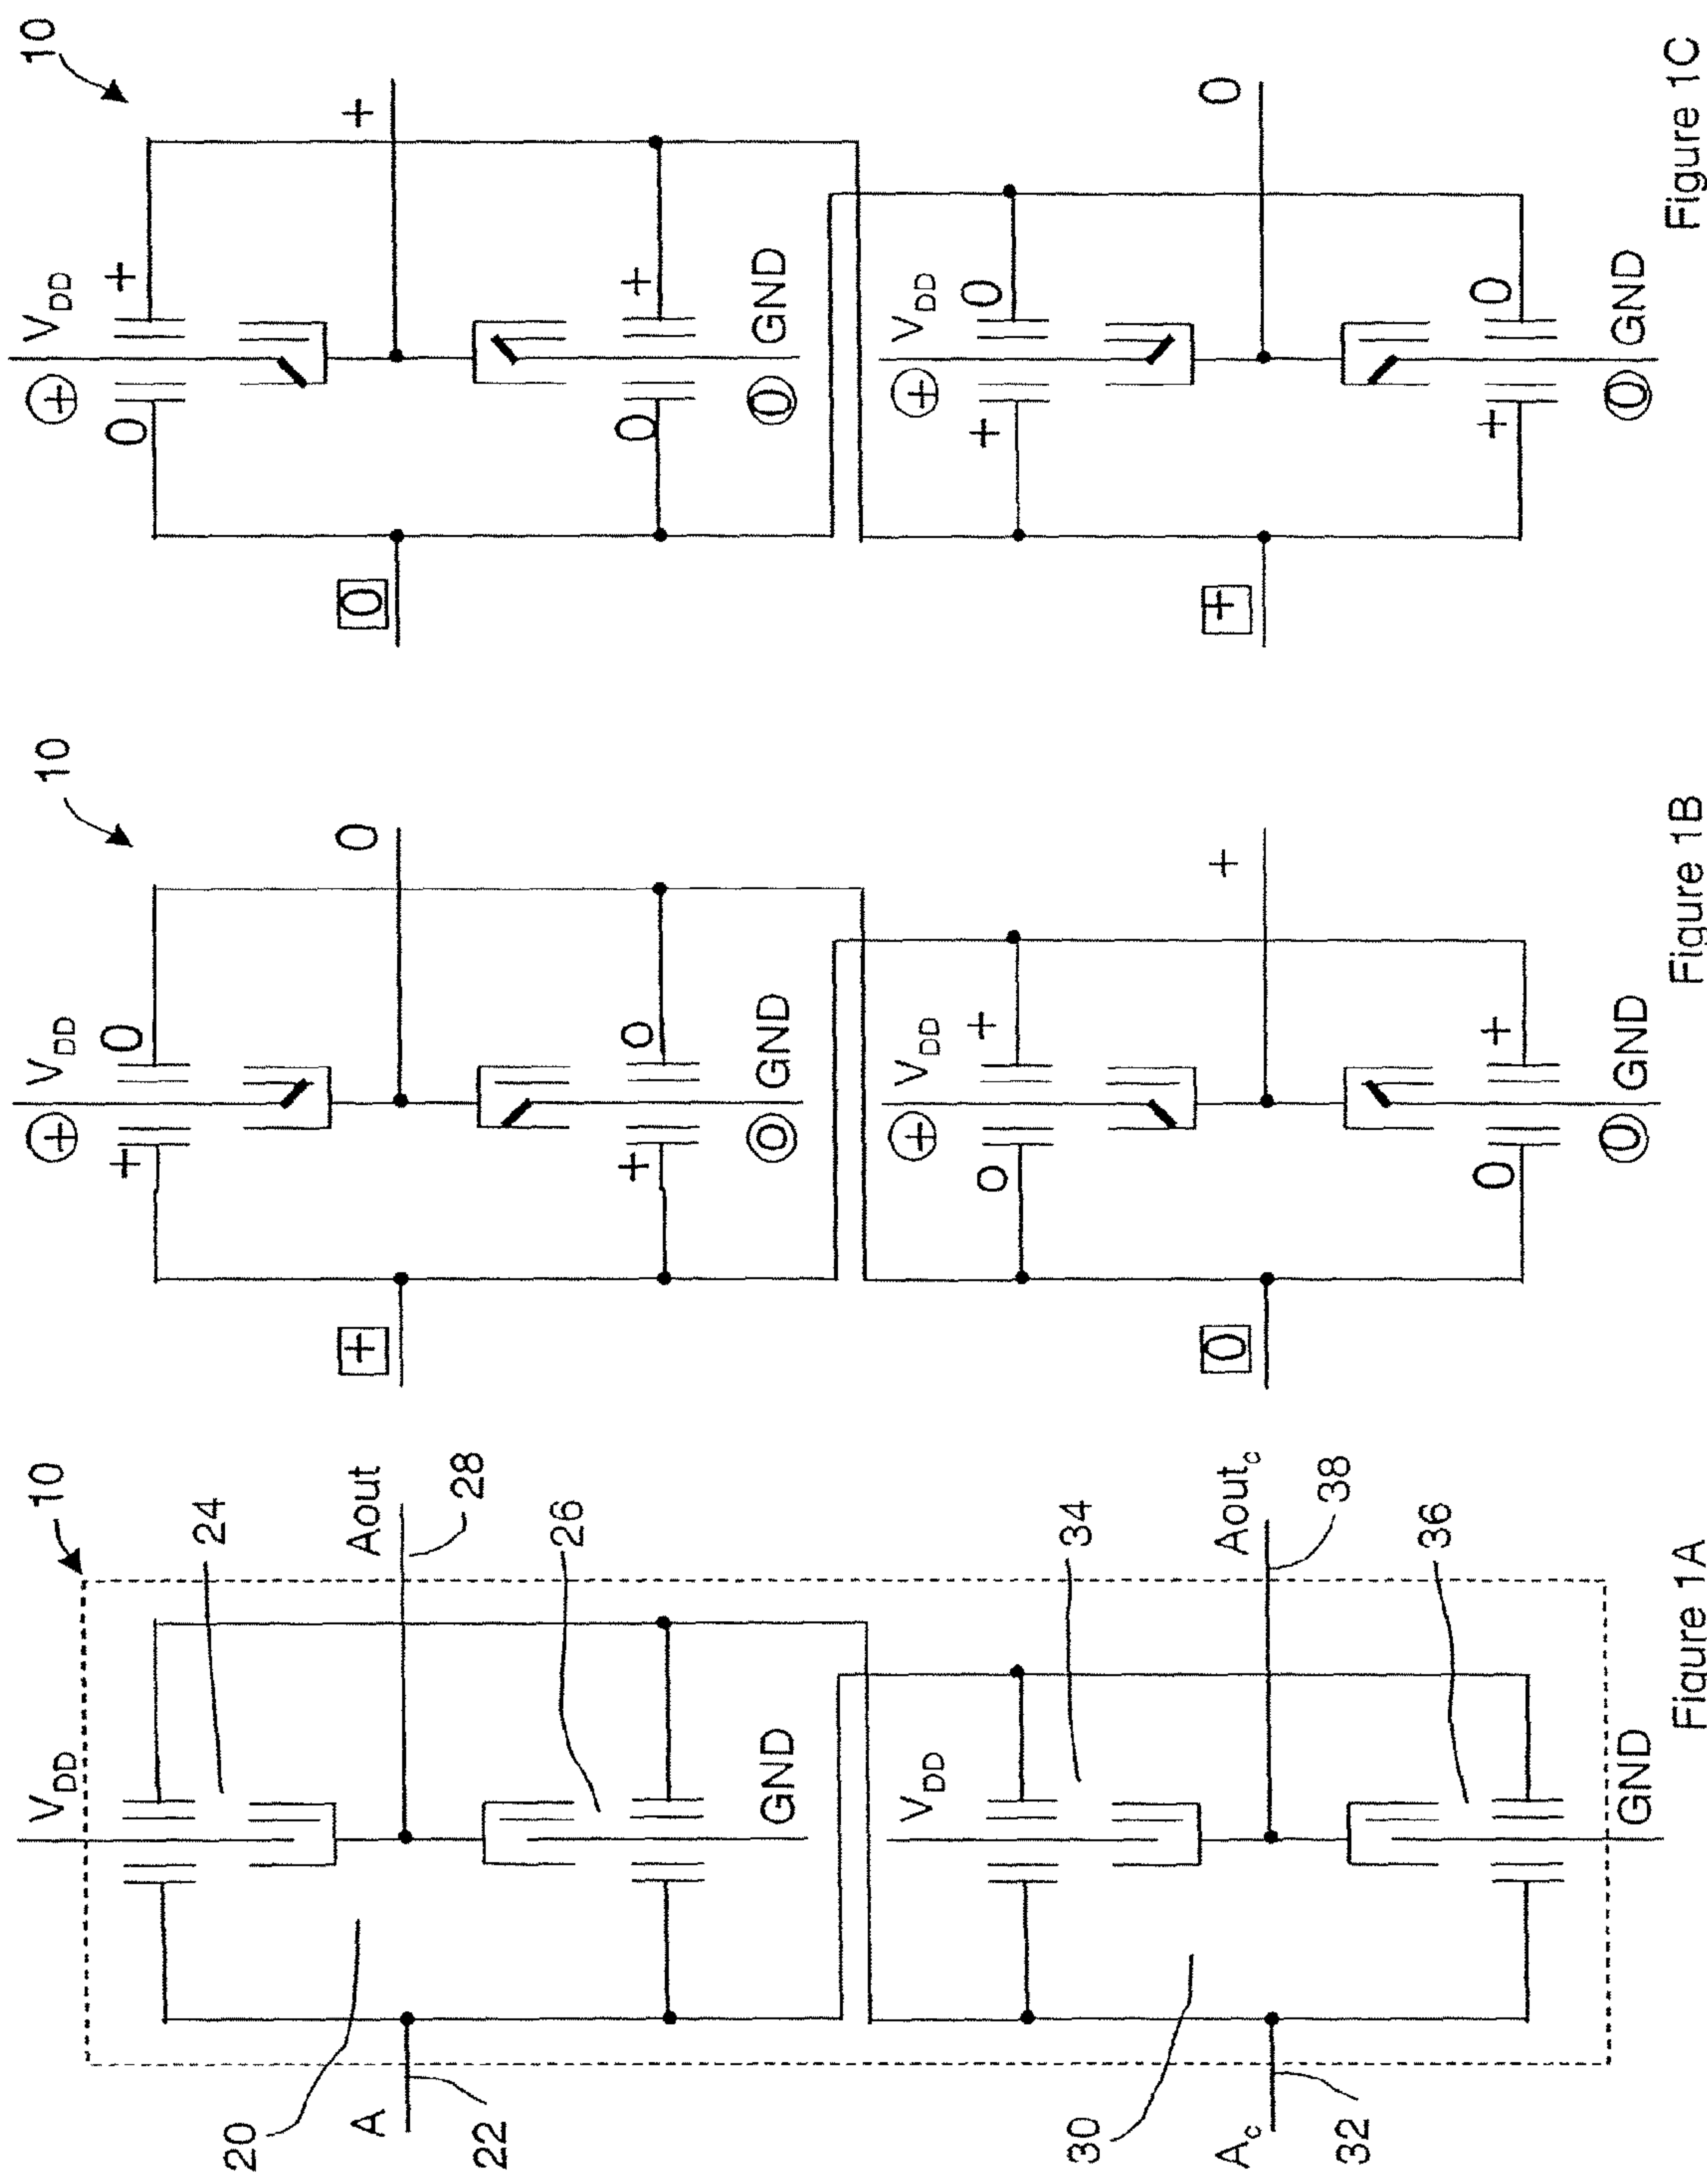 10
VDD
24
20
A
Aout
22
28
26
GND
VDD
34
30
Ac
Aoutc
32
38
36
GND
Figure 1A
10
+ VDD
+ 0
+ 0
+ 0
0 GND
+ VDD
0 +
0 +
0 +
0 GND
Figure 1B
10
+ VDD
0 +
0 +
0 +
0 GND
+ VDD
+ 0
+ 0
+ 0
0 GND
Figure 1C